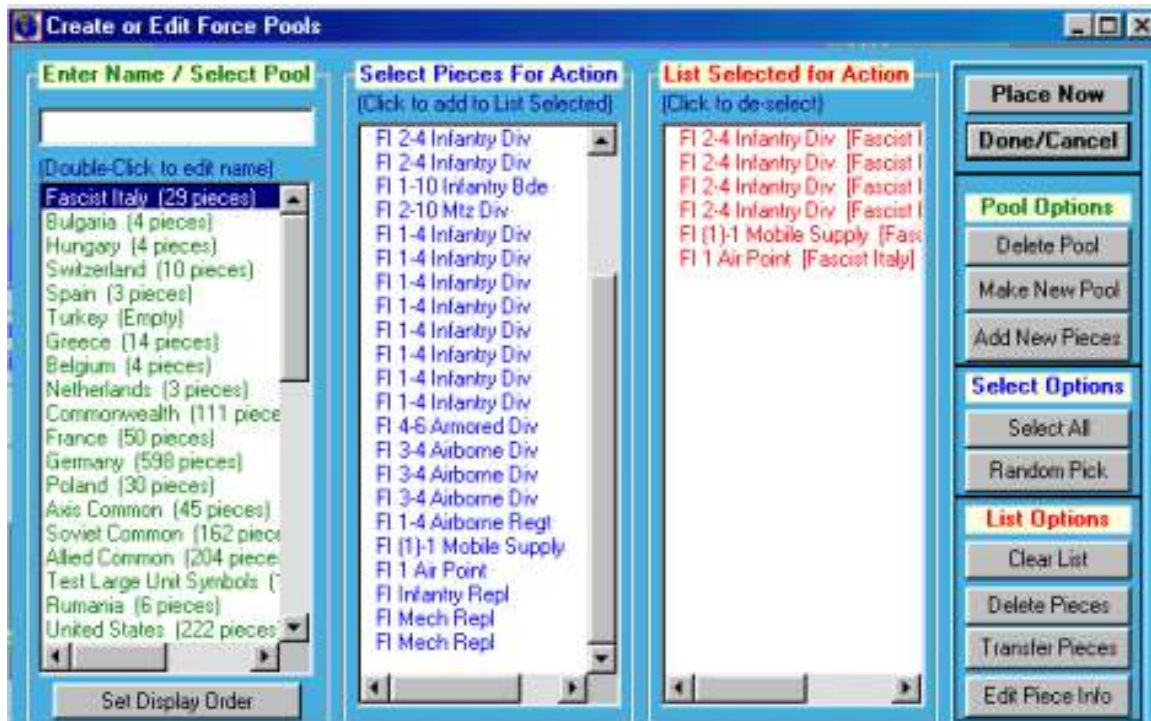 Create or Edit Force Pools
Enter Name / Select Pool
(Double-Click to edit name)
Fascist Italy (29 pieces)
Bulgaria (4 pieces)
Hungary (4 pieces)
Switzerland (10 pieces)
Spain (3 pieces)
Turkey (Empty)
Greece (14 pieces)
Belgium (4 pieces)
Netherlands (3 pieces)
Commonwealth (111 piece
France (50 pieces)
Germany (598 pieces)
Poland (30 pieces)
Axis Common (45 pieces)
Soviet Common (162 piece
Allied Common (204 piece
Test Large Unit Symbols (
Rumania (6 pieces)
United States (222 pieces
Set Display Order
Select Pieces For Action
(Click to add to List Selected)
FI 2-4 Infantry Div
FI 2-4 Infantry Div
FI 1-10 Infantry Bde
FI 2-10 Mtz Div
FI 1-4 Infantry Div
FI 1-4 Infantry Div
FI 1-4 Infantry Div
FI 1-4 Infantry Div
FI 1-4 Infantry Div
FI 1-4 Infantry Div
FI 1-4 Infantry Div
FI 1-4 Infantry Div
FI 4-6 Armored Div
FI 3-4 Airborne Div
FI 3-4 Airborne Div
FI 3-4 Airborne Div
FI 1-4 Airborne Regt
FI (1)-1 Mobile Supply
FI 1 Air Point
FI Infantry Repl
FI Mech Repl
FI Mech Repl
List Selected for Action
(Click to de-select)
FI 2-4 Infantry Div [Fascist I
FI 2-4 Infantry Div [Fascist I
FI 2-4 Infantry Div [Fascist I
FI 2-4 Infantry Div [Fascist I
FI (1)-1 Mobile Supply [Fasc
FI 1 Air Point [Fascist Italy]
Place Now
Done/Cancel
Pool Options
Delete Pool
Make New Pool
Add New Pieces
Select Options
Select All
Random Pick
List Options
Clear List
Delete Pieces
Transfer Pieces
Edit Piece Info